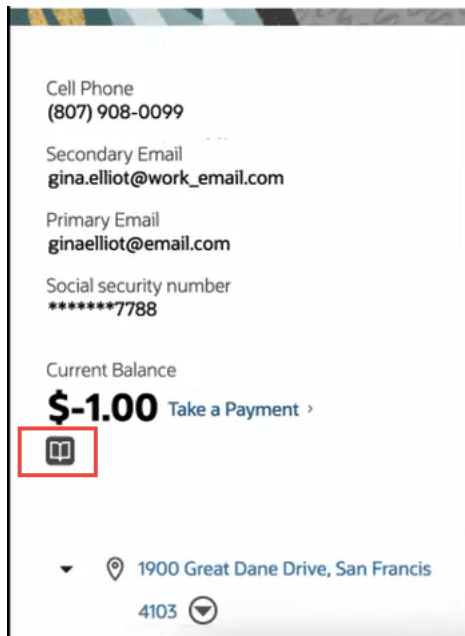 Cell Phone
(807) 908-0099
Secondary Email
gina.elliot@work_email.com
Primary Email
ginaelliot@email.com
Social security number
*******7788
Current Balance
$-1.00 Take a Payment >
1900 Great Dane Drive, San Francis
4103